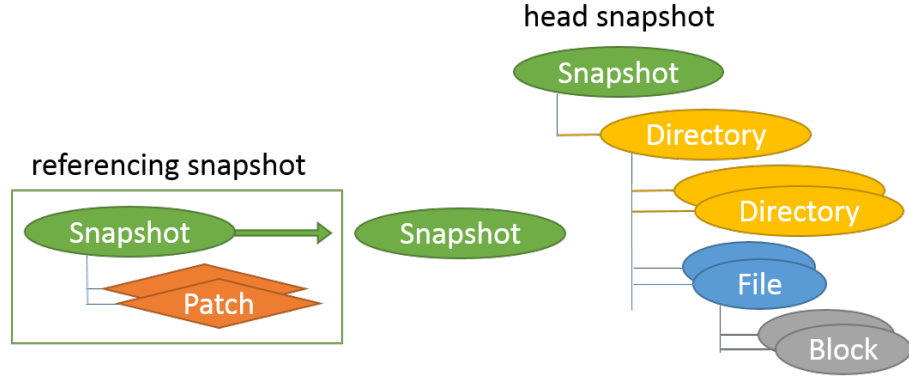 head snapshot
Snapshot
Directory
referencing snapshot
Directory
Snapshot
Snapshot
File
Patch
Block